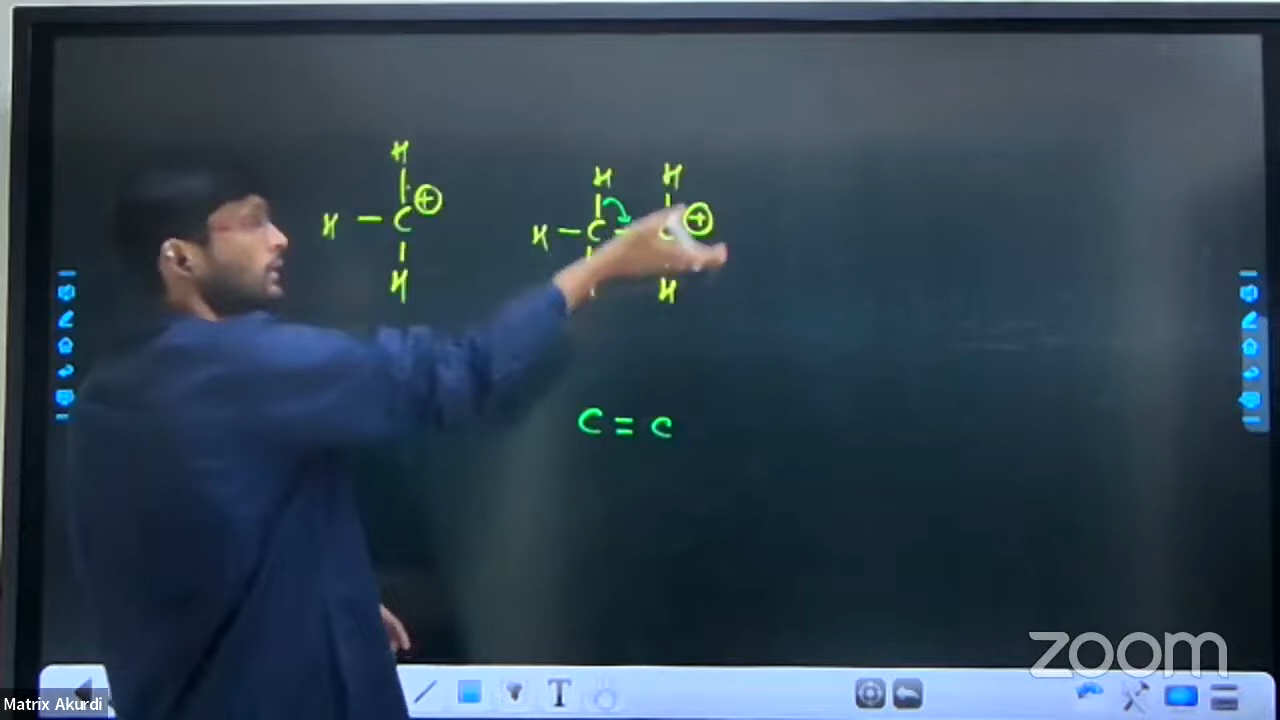 H H H
H – C ⊕ H – C – C ⊕
H H
C = C
T
zoom
Matrix Akurdi